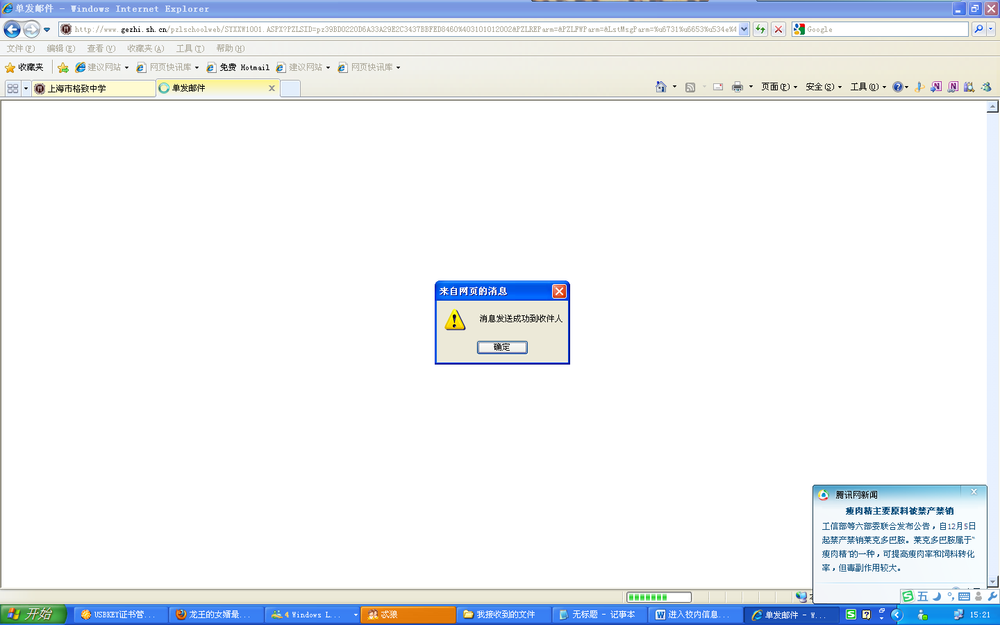 单发邮件 - Windows Internet Explorer
http://www.gezhi.sh.cn/pzlschoolweb/SYXXW1001.ASPX?PZLSID=pz39BD0220D6A33A29E2C3437BBFED8460%403101012002&PZLREParm=&PZLFWParm=&LstMsgParm=%u6731%u6653%u534e%4
Google
文件(F) 编辑(E) 查看(V) 收藏夹(A) 工具(T) 帮助(H)
收藏夹 建议网站 网页快讯库 免费 Hotmail 建议网站 网页快讯库
上海市格致中学 单发邮件 页面(P) 安全(S) 工具(O)
来自网页的消息
消息发送成功到收件人
确定
腾讯网新闻
瘦肉精主要原料被禁产禁销
工信部等六部委联合发布公告，自12月5日
起禁产禁销莱克多巴胺。莱克多巴胺属于“
瘦肉精”的一种，可提高瘦肉率和饲料转化
率，但毒副作用较大。
五
开始 USBKEY证书管... 龙王的女婿最... 4 Windows L... 忒狼 我接收到的文件 无标题 - 记事本 进入校内信息... 单发邮件 - W... 15:21